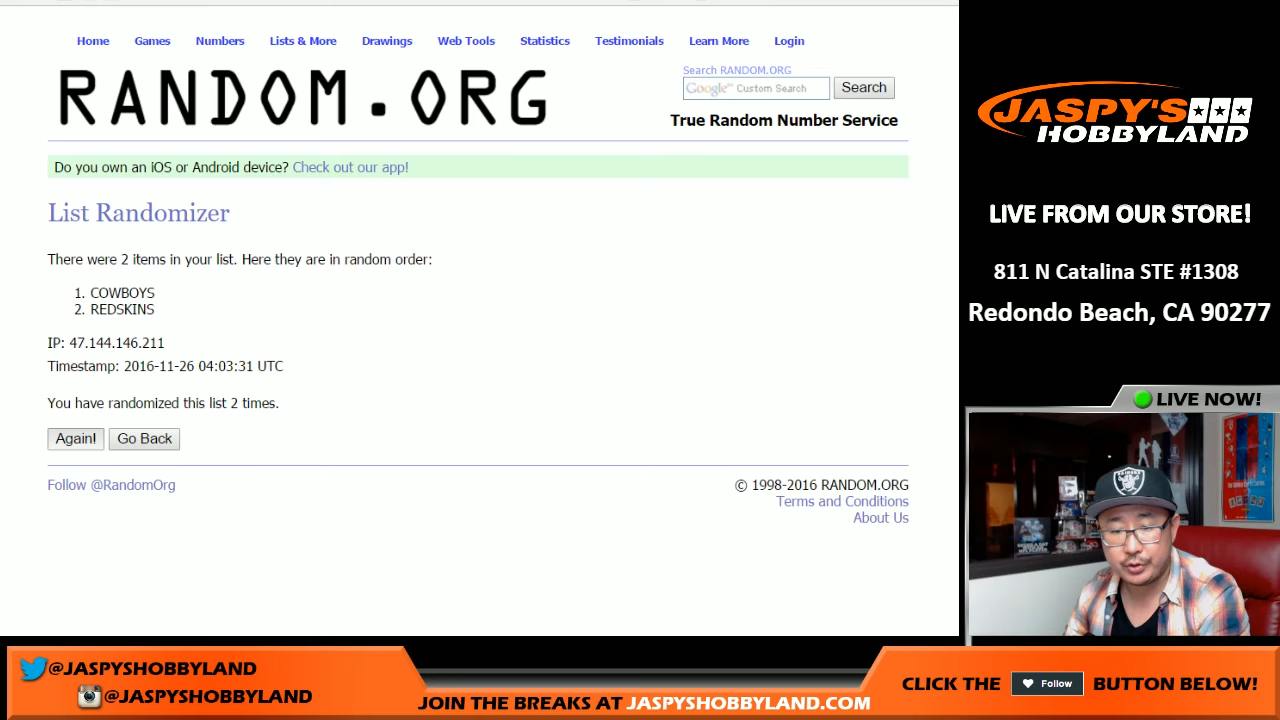 Home Games Numbers Lists & More Drawings Web Tools Statistics Testimonials Learn More Login
RANDOM.ORG
Search RANDOM.ORG
Google™ Custom Search Search
True Random Number Service
Do you own an iOS or Android device? Check out our app!
List Randomizer
There were 2 items in your list. Here they are in random order:
1. COWBOYS
2. REDSKINS
IP: 47.144.146.211
Timestamp: 2016-11-26 04:03:31 UTC
You have randomized this list 2 times.
Again! Go Back
Follow @RandomOrg
© 1998-2016 RANDOM.ORG
Terms and Conditions
About Us
JASPY'S
HOBBYLAND
LIVE FROM OUR STORE!
811 N Catalina STE #1308
Redondo Beach, CA 90277
LIVE NOW!
RAIDERS
@JASPYSHOBBYLAND
@JASPYSHOBBYLAND
JOIN THE BREAKS AT JASPYSHOBBYLAND.COM
CLICK THE Follow BUTTON BELOW!